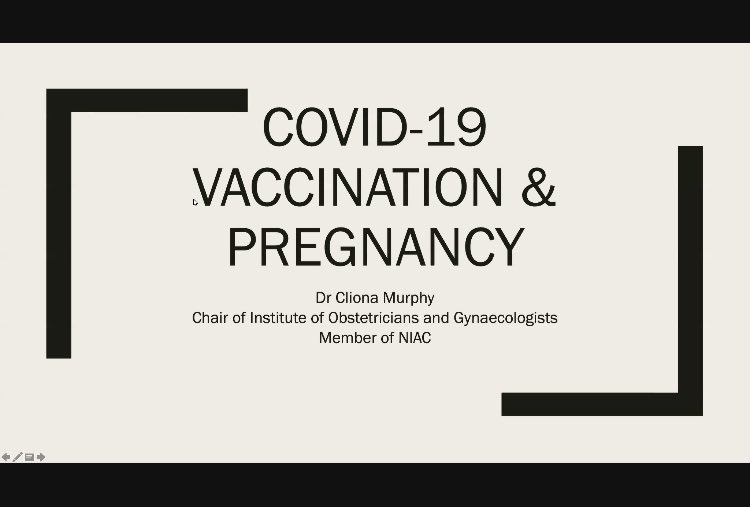 COVID-19
VACCINATION &
PREGNANCY
Dr Cliona Murphy
Chair of Institute of Obstetricians and Gynaecologists
Member of NIAC